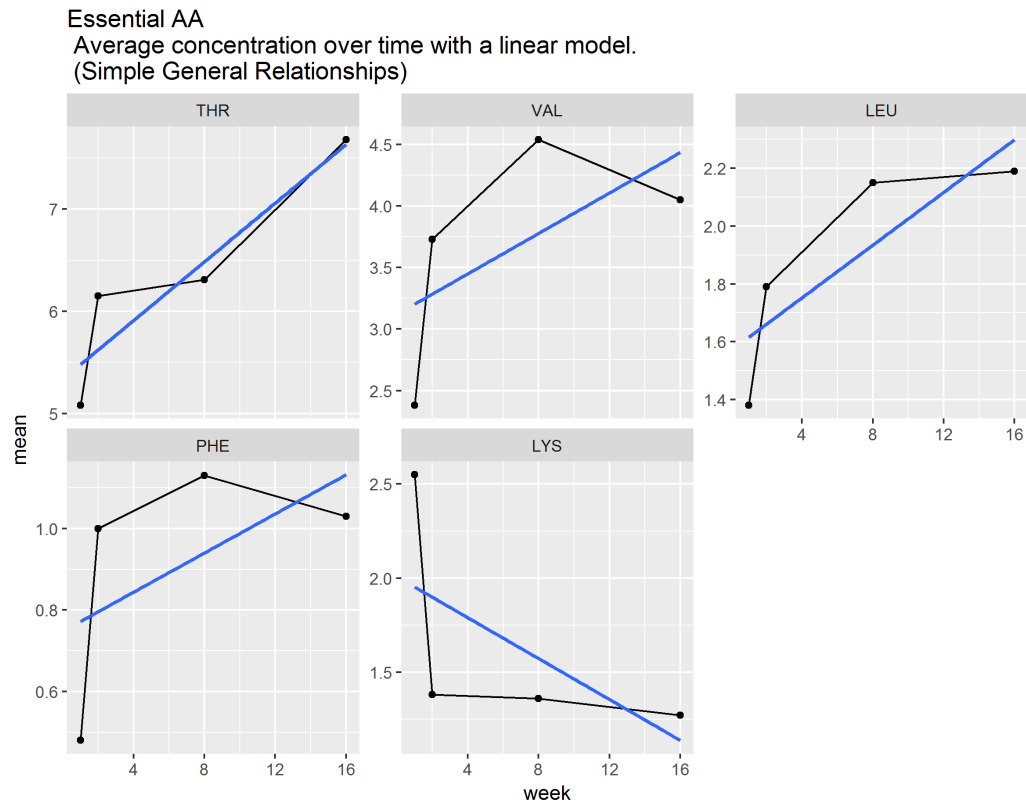 Essential AA
Average concentration over time with a linear model.
(Simple General Relationships)
THR
VAL
LEU
7
6
5
4.5
4.0
3.5
3.0
2.5
2.2
2.0
1.8
1.6
1.4
4 8 12 16
mean
PHE
LYS
1.0
0.8
0.6
2.5
2.0
1.5
4 8 12 16
4 8 12 16
week